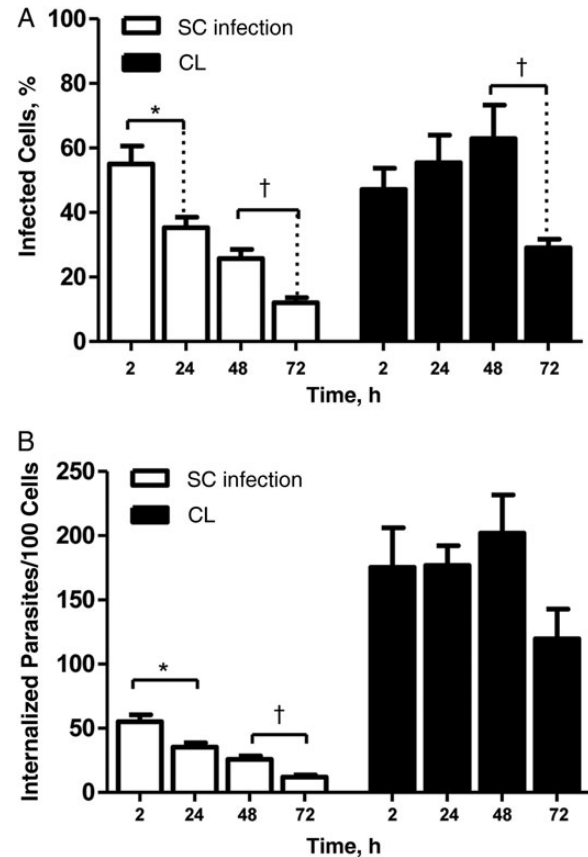 A
SC infection
CL
Infected Cells, %
100
80
60
40
20
0
*
†
†
2 24 48 72 2 24 48 72
Time, h
B
SC infection
CL
Internalized Parasites/100 Cells
250
200
150
100
50
0
*
†
2 24 48 72 2 24 48 72
Time, h